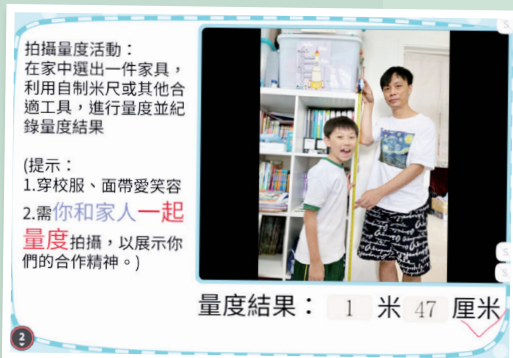 拍攝量度活動：
在家中選出一件家具，
利用自制米尺或其他合
適工具，進行量度並紀
錄量度結果
(提示：
1.穿校服、面帶愛笑容
2.需你和家人一起
量度拍攝，以展示你
們的合作精神。)
量度結果： 1 米 47 厘米
2